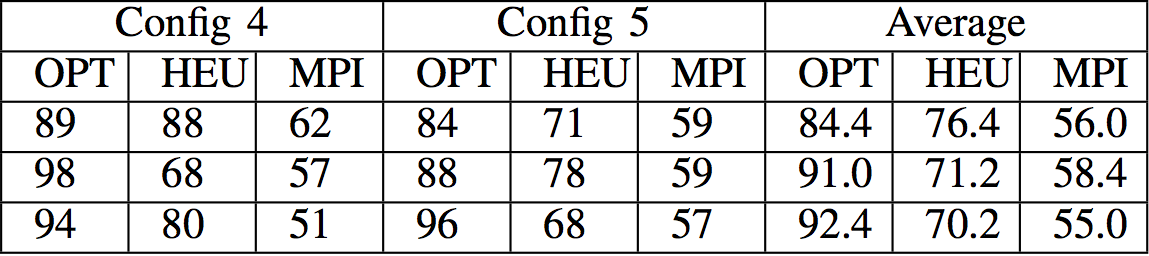 Config 4 Config 5 Average
OPT HEU MPI OPT HEU MPI OPT HEU MPI
89 88 62 84 71 59 84.4 76.4 56.0
98 68 57 88 78 59 91.0 71.2 58.4
94 80 51 96 68 57 92.4 70.2 55.0